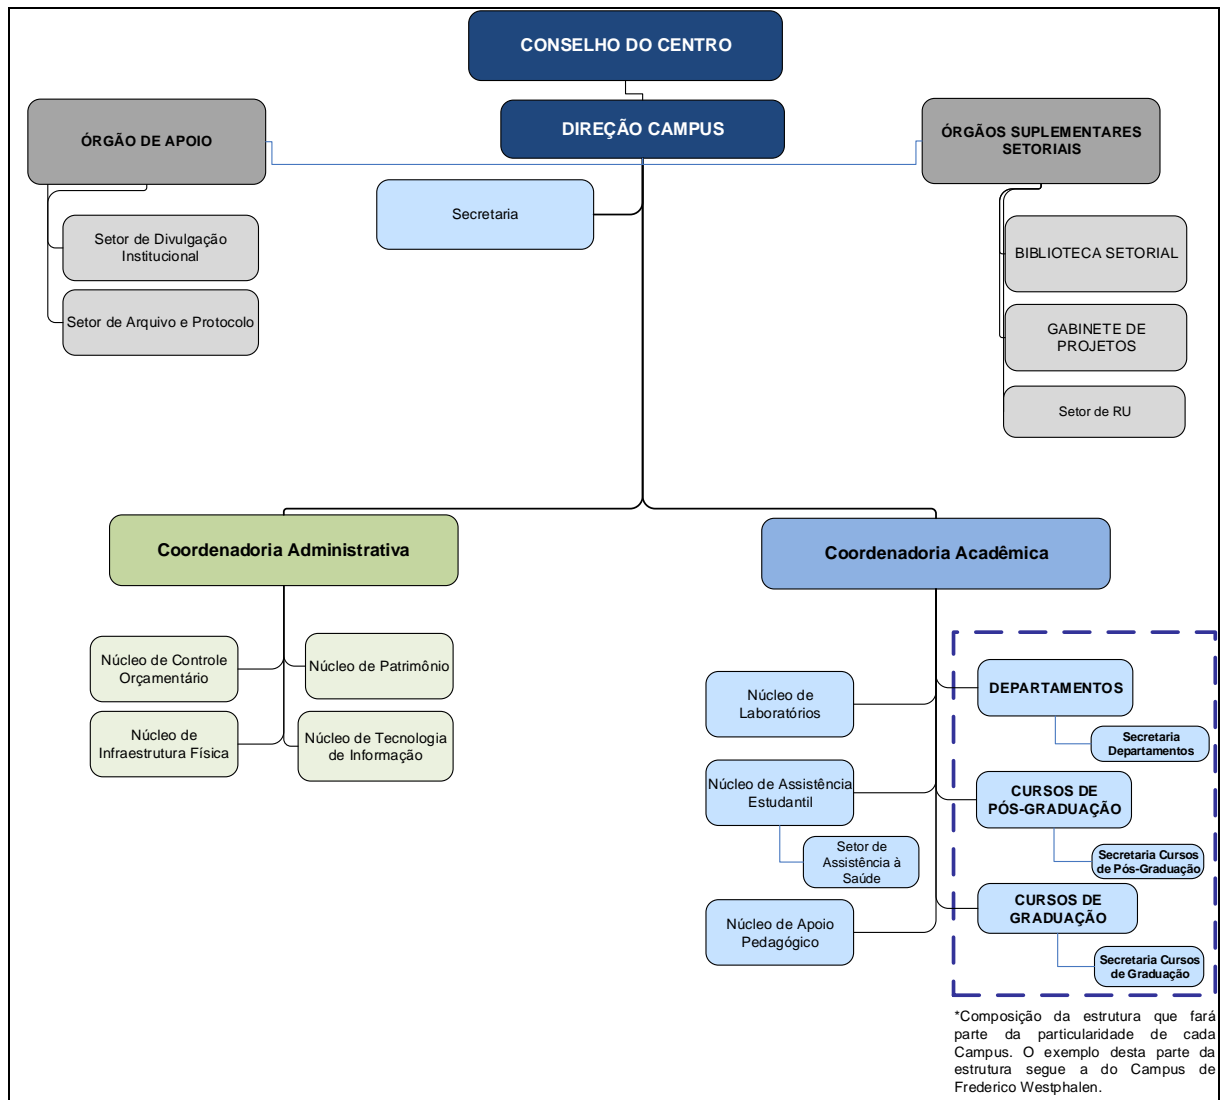 CONSELHO DO CENTRO
DIREÇÃO CAMPUS
ÓRGÃO DE APOIO
ÓRGÃOS SUPLEMENTARES
SETORIAIS
Secretaria
Setor de Divulgação
Institucional
Setor de Arquivo e Protocolo
BIBLIOTECA SETORIAL
GABINETE DE
PROJETOS
Setor de RU
Coordenadoria Administrativa
Coordenadoria Acadêmica
Núcleo de Controle
Orçamentário
Núcleo de Patrimônio
Núcleo de
Infraestrutura Física
Núcleo de Tecnologia
de Informação
Núcleo de
Laboratórios
Núcleo de Assistência
Estudantil
Setor de
Assistência à
Saúde
Núcleo de Apoio
Pedagógico
DEPARTAMENTOS
Secretaria
Departamentos
CURSOS DE
PÓS-GRADUAÇÃO
Secretaria Cursos
de Pós-Graduação
CURSOS DE
GRADUAÇÃO
Secretaria Cursos
de Graduação
*Composição da estrutura que fará
parte da particularidade de cada
Campus. O exemplo desta parte da
estrutura segue a do Campus de
Frederico Westphalen.